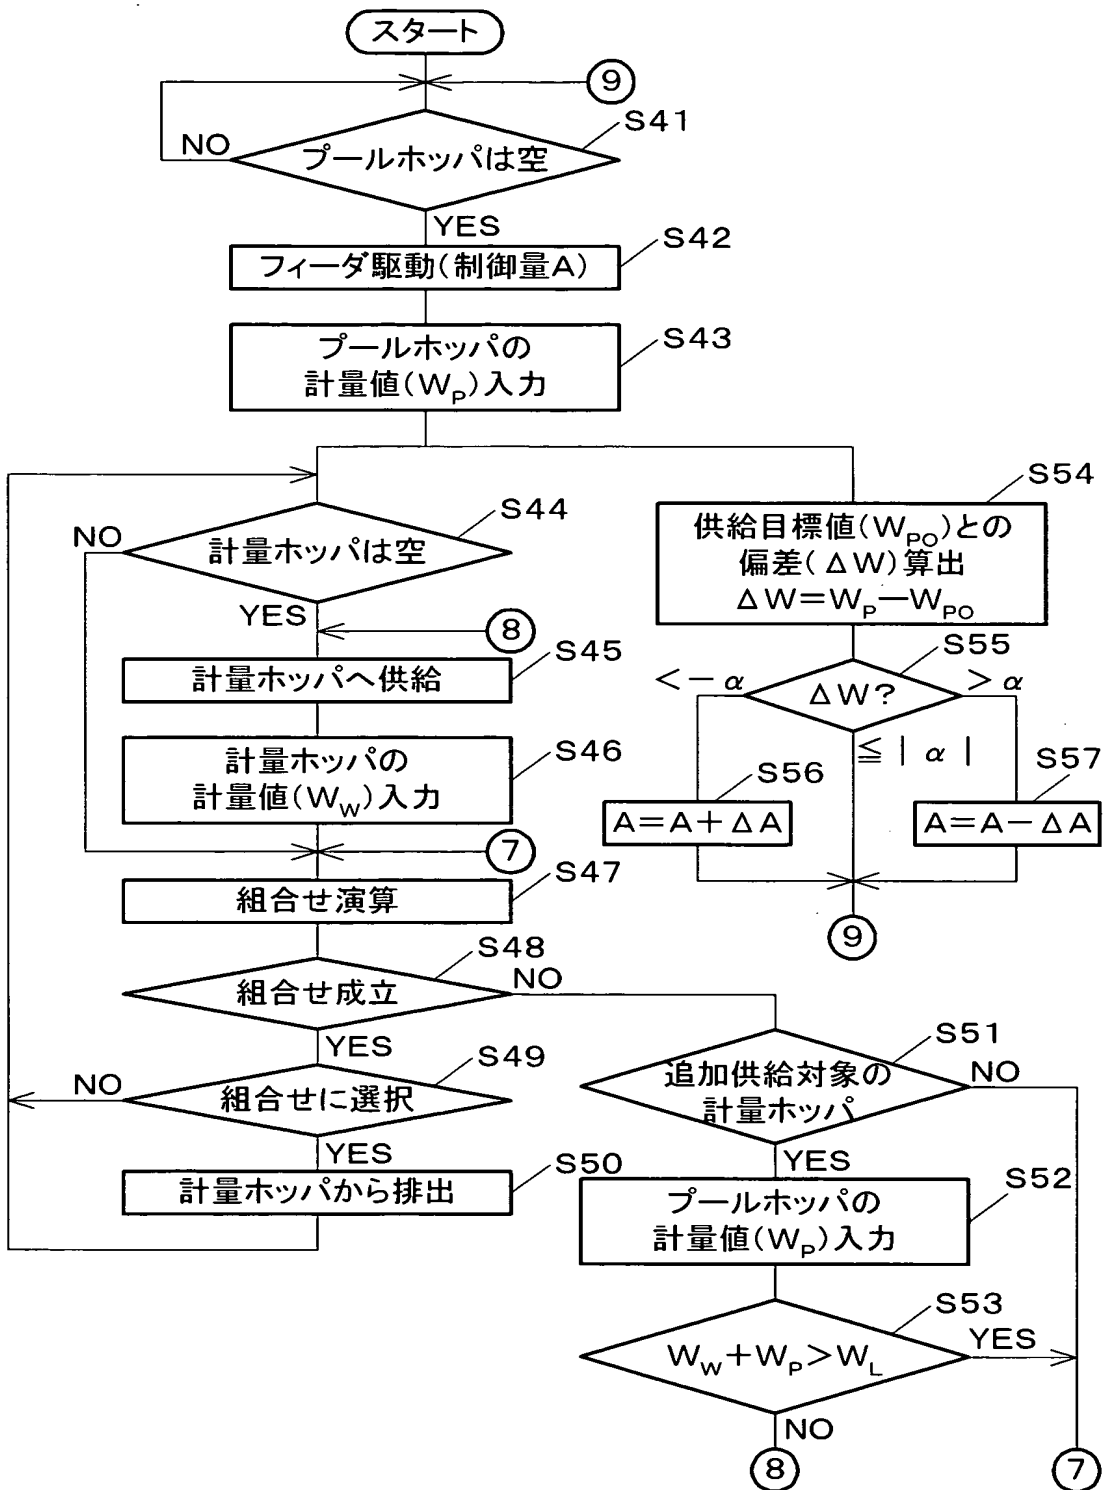 スタート
9
S41
NO
プールホッパは空
YES
S42
フィーダ駆動(制御量A)
S43
プールホッパの
計量値(WP)入力
S44
NO
計量ホッパは空
YES
8
S45
計量ホッパへ供給
S46
計量ホッパの
計量値(WW)入力
7
S47
組合せ演算
S48
NO
組合せ成立
YES
S49
NO
組合せに選択
YES
S50
計量ホッパから排出
S54
供給目標値(WPO)との
偏差(ΔW)算出
ΔW=WP-WPO
S55
<-α
ΔW?
>α
≦|α|
S56
A=A+ΔA
S57
A=A-ΔA
9
S51
追加供給対象の
計量ホッパ
NO
YES
S52
プールホッパの
計量値(WP)入力
S53
WW+WP>WL
YES
NO
8
7